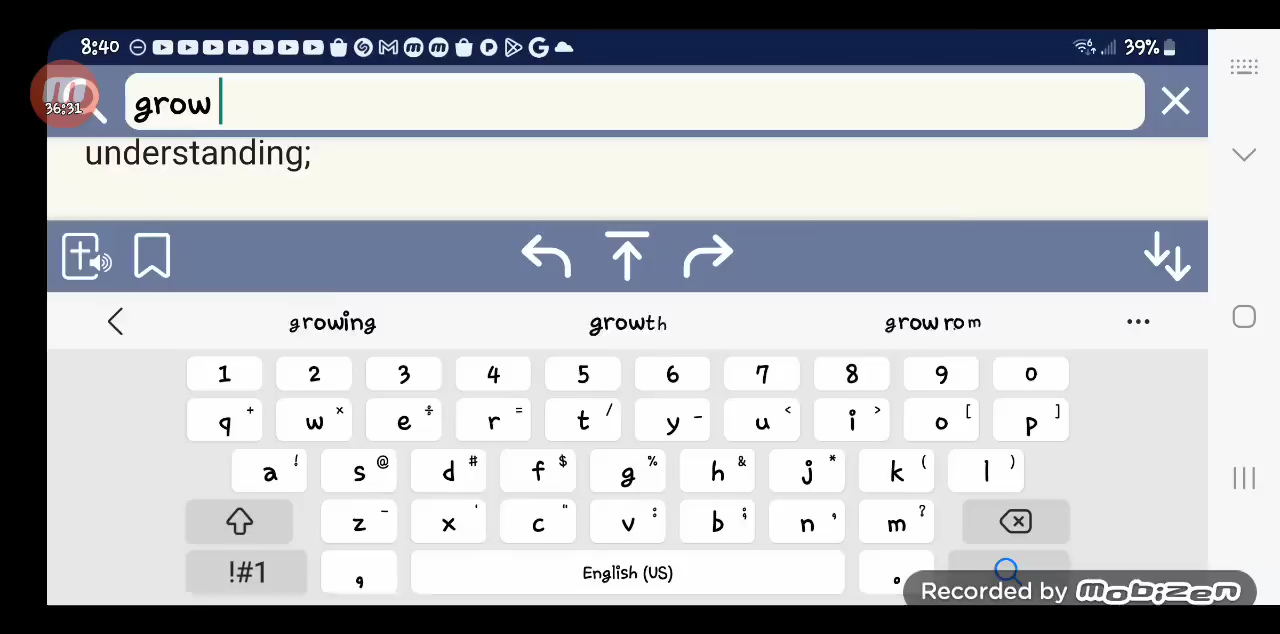 8:40 39%
36:31
grow
understanding;
growing growth grow rom ...
1 2 3 4 5 6 7 8 9 0
q + w × e ÷ r = t / y - u < i > o [ p ]
a ! s @ d # f $ g % h & j * k ( l )
z - x ' c " v : b ; n , m ?
!#1 , English (US) .
Recorded by mobizen